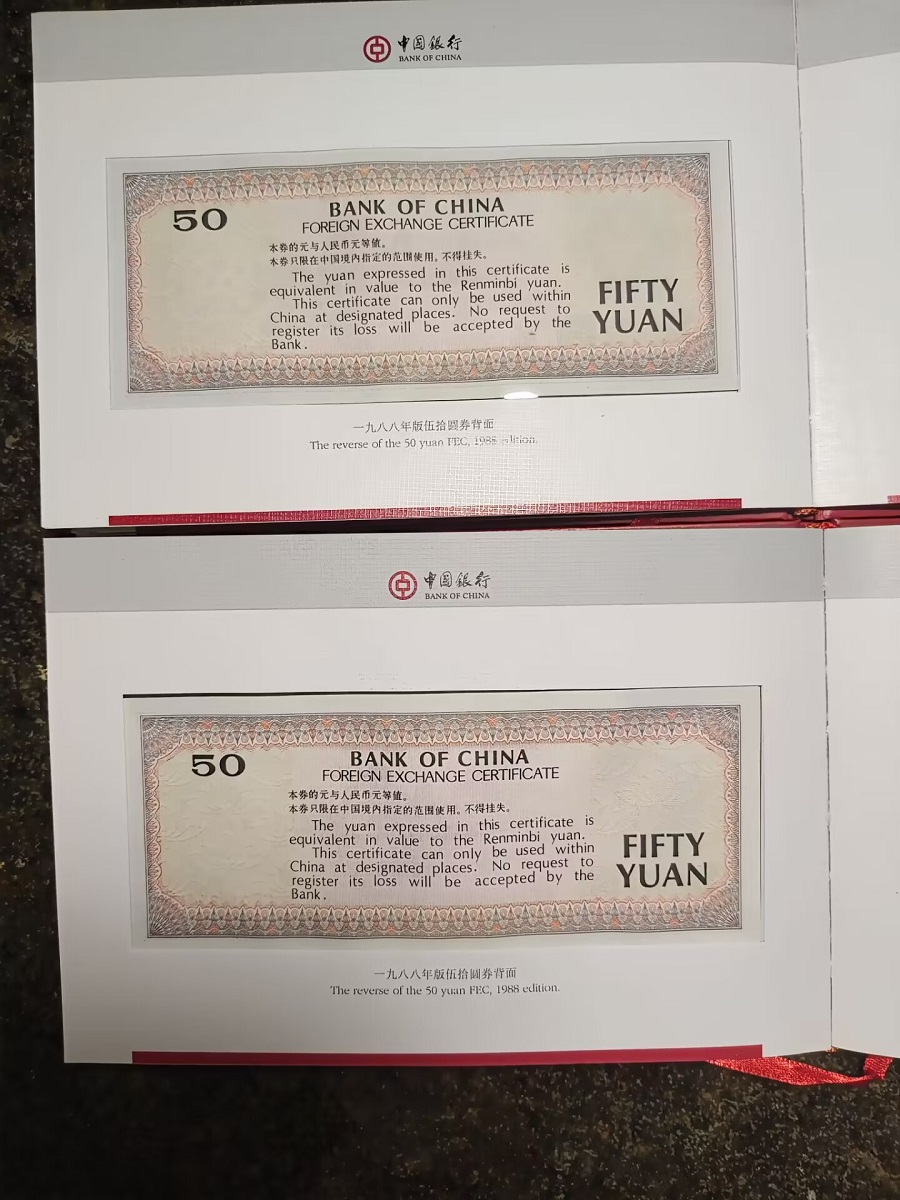 中国银行
BANK OF CHINA
50
BANK OF CHINA
FOREIGN EXCHANGE CERTIFICATE
本券的元与人民币元等值。
本券只限在中国境内指定的范围使用。不得挂失。
The yuan expressed in this certificate is
equivalent in value to the Renminbi yuan.
This certificate can only be used within
China at designated places. No request to
register its loss will be accepted by the
Bank.
FIFTY
YUAN
一九八八年版伍拾圆券背面
The reverse of the 50 yuan FEC, 1988 edition.
中国银行
BANK OF CHINA
50
BANK OF CHINA
FOREIGN EXCHANGE CERTIFICATE
本券的元与人民币元等值。
本券只限在中国境内指定的范围使用。不得挂失。
The yuan expressed in this certificate is
equivalent in value to the Renminbi yuan.
This certificate can only be used within
China at designated places. No request to
register its loss will be accepted by the
Bank.
FIFTY
YUAN
一九八八年版伍拾圆券背面
The reverse of the 50 yuan FEC, 1988 edition.